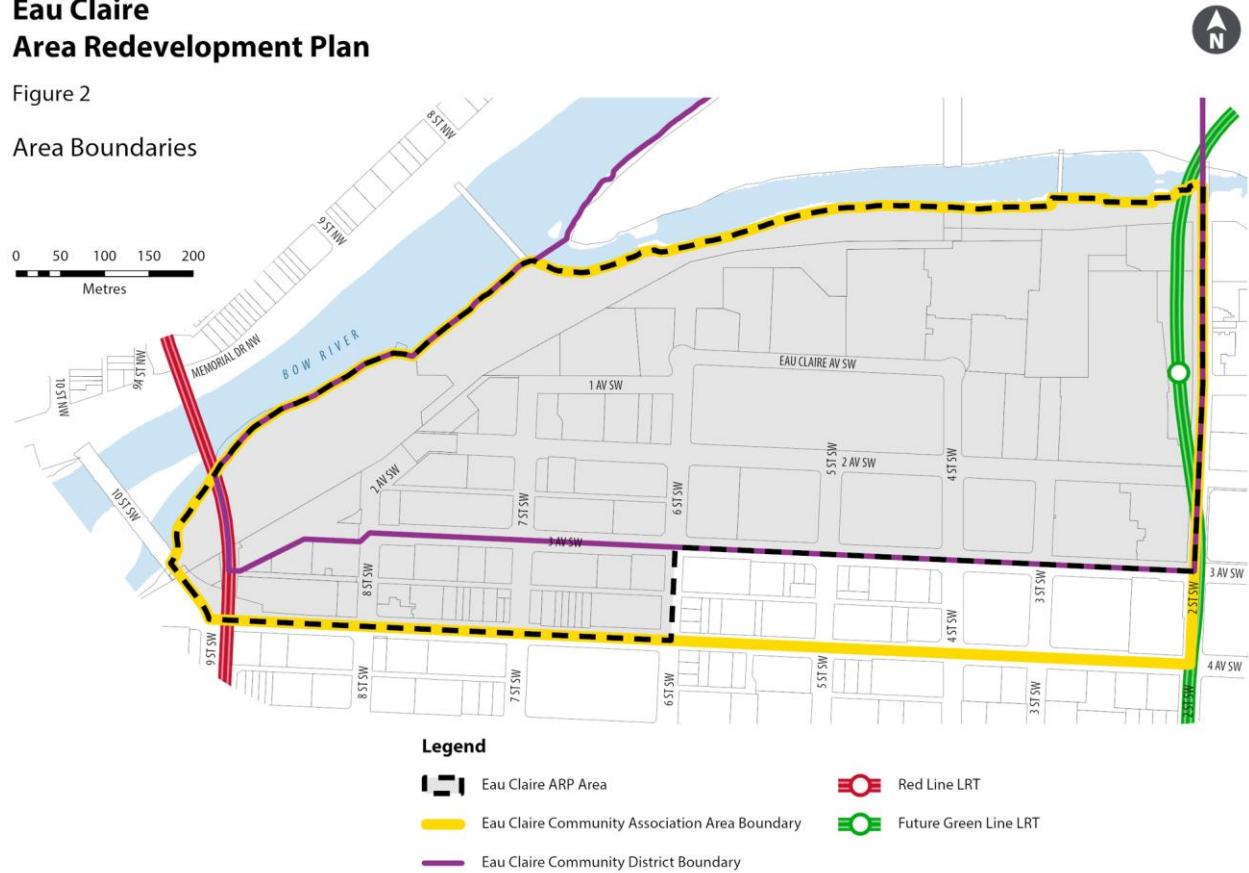 Eau Claire
Area Redevelopment Plan
N
Figure 2
Area Boundaries
0 50 100 150 200
Metres
8 ST NW
9 ST NW
MEMORIAL DR NW
9A ST NW
10 ST NW
BOW RIVER
10 ST SW
EAU CLAIRE AV SW
1 AV SW
2 AV SW
5 ST SW
2 AV SW
4 ST SW
7 ST SW
6 ST SW
3 AV SW
8 ST SW
3 ST SW
3 AV SW
2 ST SW
4 ST SW
9 ST SW
8 ST SW
7 ST SW
6 ST SW
5 ST SW
3 ST SW
4 AV SW
2 ST SW
Legend
Eau Claire ARP Area
Red Line LRT
Eau Claire Community Association Area Boundary
Future Green Line LRT
Eau Claire Community District Boundary